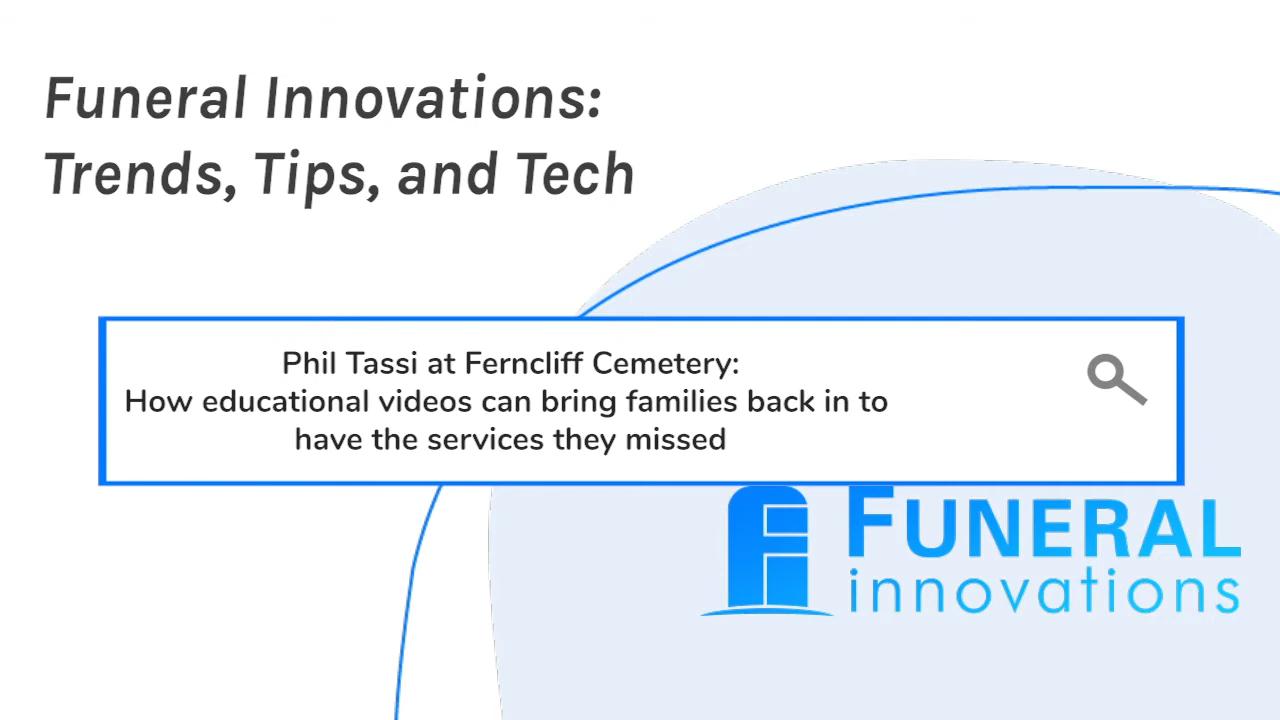 Funeral Innovations:
Trends, Tips, and Tech
Phil Tassi at Ferncliff Cemetery:
How educational videos can bring families back in to
have the services they missed
FUNERAL
innovations